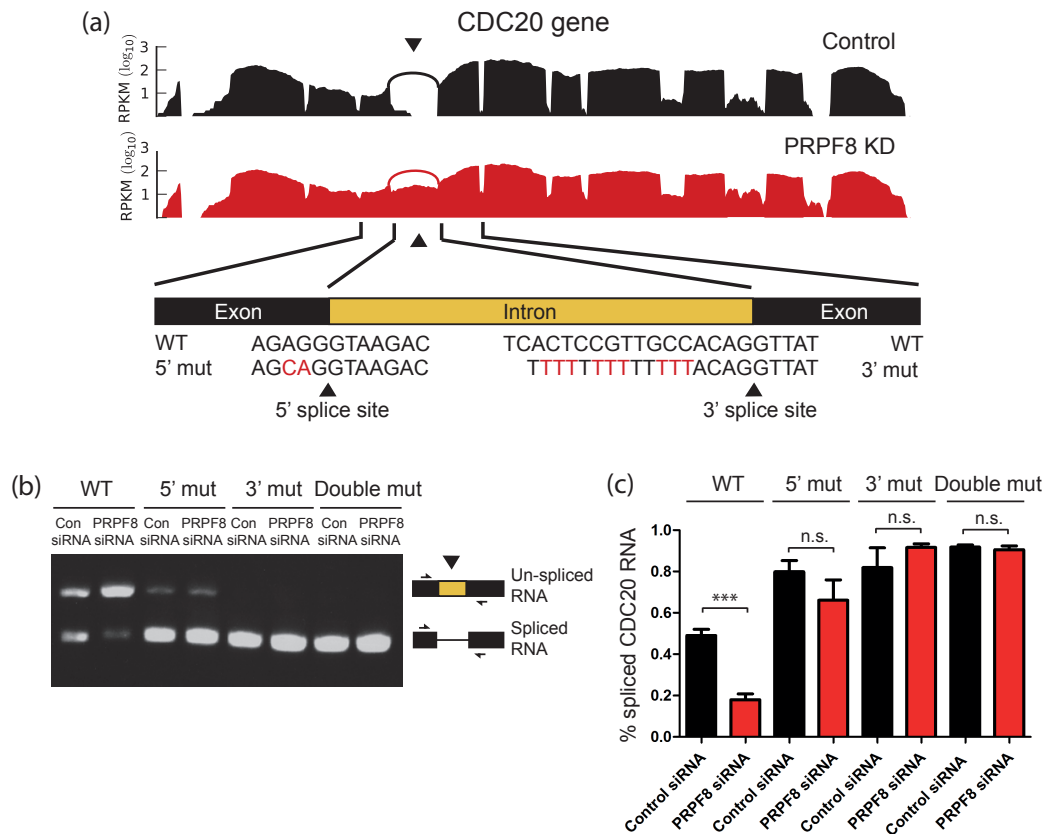 (a)
CDC20 gene
Control
RPKM (log10)
3
2
1
PRPF8 KD
RPKM (log10)
3
2
1
Exon Intron Exon
WT AGAGGGTAAGAC TCACTCCGTTGCCACAGGTTAT WT
5' mut AGCAGGTAAGAC TTTTTTTTTTTACAGGTTAT 3' mut
5' splice site 3' splice site
(b)
WT 5' mut 3' mut Double mut
Con siRNA PRPF8 siRNA Con siRNA PRPF8 siRNA Con siRNA PRPF8 siRNA Con siRNA PRPF8 siRNA
Un-spliced
RNA
Spliced
RNA
(c)
WT 5' mut 3' mut Double mut
% spliced CDC20 RNA
1.0
0.8
0.6
0.4
0.2
0.0
*** n.s. n.s. n.s.
Control siRNA PRPF8 siRNA Control siRNA PRPF8 siRNA Control siRNA PRPF8 siRNA Control siRNA PRPF8 siRNA